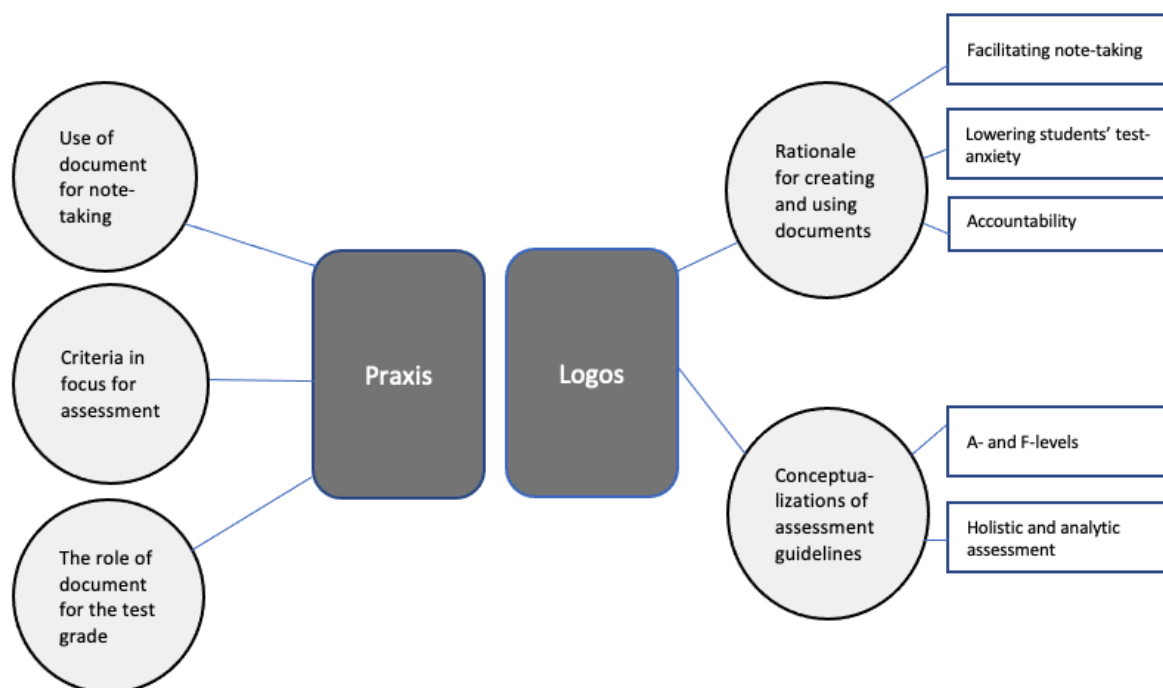 Use of
document
for note-
taking
Criteria in
focus for
assessment
The role of
document
for the test
grade
Praxis
Logos
Rationale
for creating
and using
documents
Facilitating note-taking
Lowering students’ test-
anxiety
Accountability
Conceptua-
lizations of
assessment
guidelines
A- and F-levels
Holistic and analytic
assessment